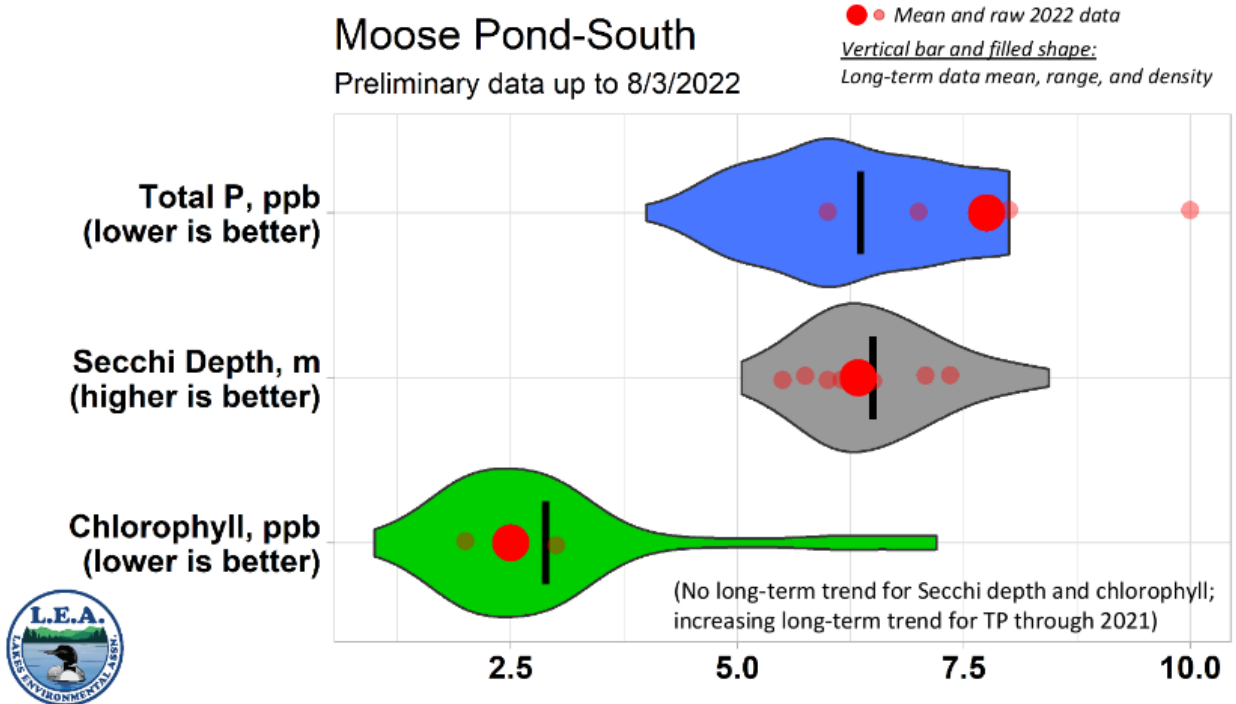 Moose Pond-South
Preliminary data up to 8/3/2022
Mean and raw 2022 data
Vertical bar and filled shape:
Long-term data mean, range, and density
Total P, ppb
(lower is better)
Secchi Depth, m
(higher is better)
Chlorophyll, ppb
(lower is better)
(No long-term trend for Secchi depth and chlorophyll;
increasing long-term trend for TP through 2021)
2.5 5.0 7.5 10.0
L.E.A.
LAKES ENVIRONMENTAL ASSN.